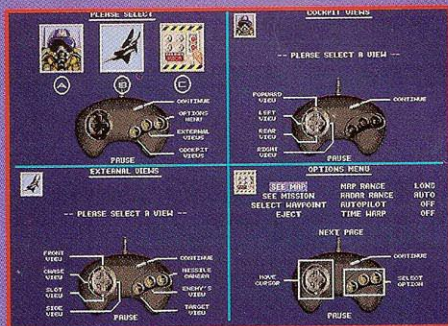 PLEASE SELECT
A
B
C
CONTINUE
OPTIONS
MENU
EXTERNAL
VIEWS
COCKPIT
VIEWS
PAUSE
COCKPIT VIEWS
-- PLEASE SELECT A VIEW --
FORWARD
VIEW
LEFT
VIEW
REAR
VIEW
RIGHT
VIEW
CONTINUE
PAUSE
EXTERNAL VIEWS
-- PLEASE SELECT A VIEW --
FRONT
VIEW
CHASE
VIEW
SLOT
VIEW
SIDE
VIEW
CONTINUE
MISSILE
CAMERA
ENEMY'S
VIEW
TARGET
VIEW
PAUSE
OPTIONS MENU
SEE MAP MAP RANGE LONG
SEE MISSION RADAR RANGE AUTO
SELECT WAYPOINT AUTOPILOT OFF
EJECT TIME WARP OFF
NEXT PAGE
MOVE
CURSOR
CONTINUE
SELECT
OPTION
PAUSE